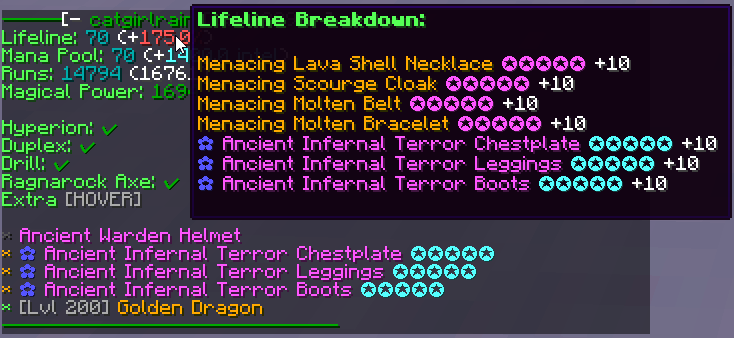 [- catgirlrain
Lifeline: 70 (+175.0
Mana Pool: 70 (+14
Runs: 14794 (1676.
Magical Power: 169
Hyperion: ✓
Duplex: ✓
Drill: ✓
Ragnarock Axe: ✓
Extra [HOVER]
Lifeline Breakdown:
Menacing Lava Shell Necklace ✪✪✪✪✪ +10
Menacing Scourge Cloak ✪✪✪✪✪ +10
Menacing Molten Belt ✪✪✪✪✪ +10
Menacing Molten Bracelet ✪✪✪✪✪ +10
✿ Ancient Infernal Terror Chestplate ✪✪✪✪✪ +10
✿ Ancient Infernal Terror Leggings ✪✪✪✪✪ +10
✿ Ancient Infernal Terror Boots ✪✪✪✪✪ +10
× Ancient Warden Helmet
× ✿ Ancient Infernal Terror Chestplate ✪✪✪✪✪
× ✿ Ancient Infernal Terror Leggings ✪✪✪✪✪
× ✿ Ancient Infernal Terror Boots ✪✪✪✪✪
× [Lvl 200] Golden Dragon